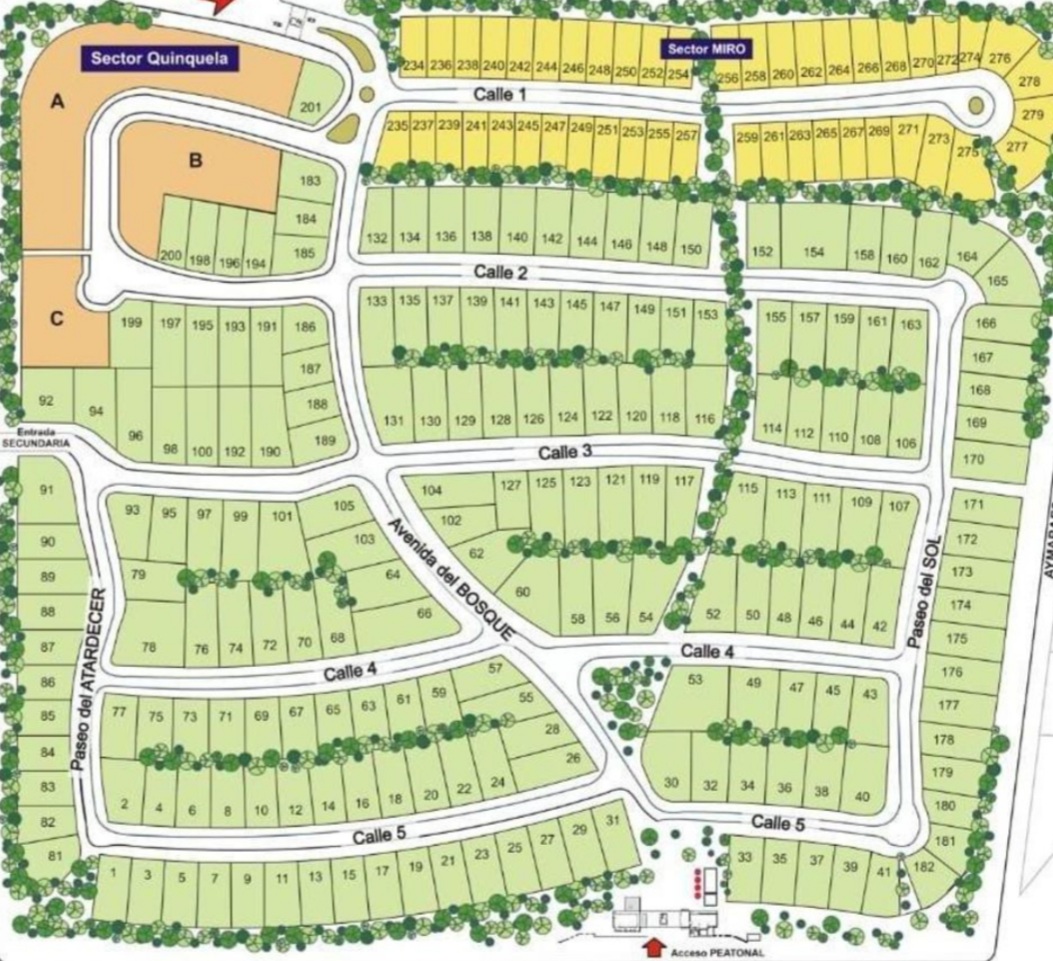 Sector Quinquela
Sector MIRO
234 236 238 240 242 244 246 248 250 252 254
256 258 260 262 264 266 268 270 272 274 276
278
279
277
A
201
Calle 1
235 237 239 241 243 245 247 249 251 253 255 257
259 261 263 265 267 269 271 273 275
B
183
184
185
200 198 196 194
132 134 136 138 140 142 144 146 148 150
152 154 158 160 162 164
165
Calle 2
C
199 197 195 193 191 186
187
188
189
133 135 137 139 141 143 145 147 149 151 153
155 157 159 161 163
166
167
168
169
170
92 94 96 98 100 192 190
131 130 129 128 126 124 122 120 118 116
114 112 110 108 106
Entrada
SECUNDARIA
Calle 3
91
90
89
88
87
86
85
84
83
82
81
93 95 97 99 101 105
103
79
64
66
78 76 74 72 70 68
Avenida del BOSQUE
104
102
62
60
127 125 123 121 119 117
58 56 54
115 113 111 109 107
52 50 48 46 44 42
Paseo del SOL
171
172
173
174
175
176
177
178
179
180
181
182
Paseo del ATARDECER
Calle 4
Calle 4
77 75 73 71 69 67 65 63 61 59 57
55
28
26
2 4 6 8 10 12 14 16 18 20 22 24
53 49 47 45 43
30 32 34 36 38 40
Calle 5
Calle 5
1 3 5 7 9 11 13 15 17 19 21 23 25 27 29 31
33 35 37 39 41
Acceso PEATONAL